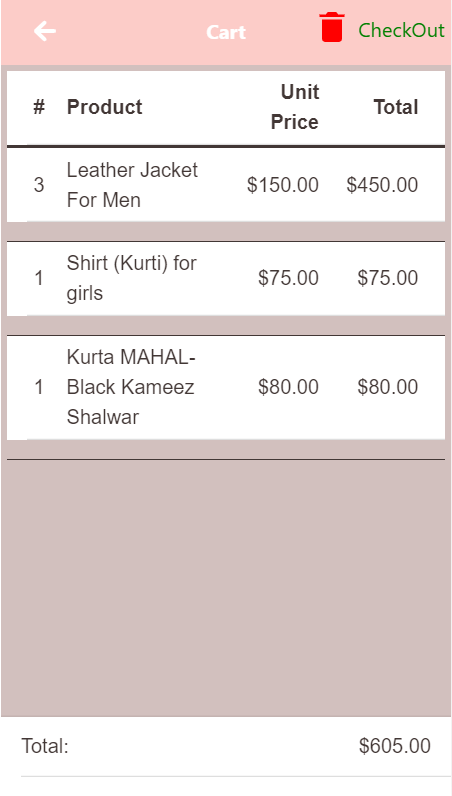 Cart CheckOut
# Product Unit Price Total
3 Leather Jacket $150.00 $450.00
For Men
1 Shirt (Kurti) for $75.00 $75.00
girls
Kurta MAHAL-
1 Black Kameez $80.00 $80.00
Shalwar
Total: $605.00